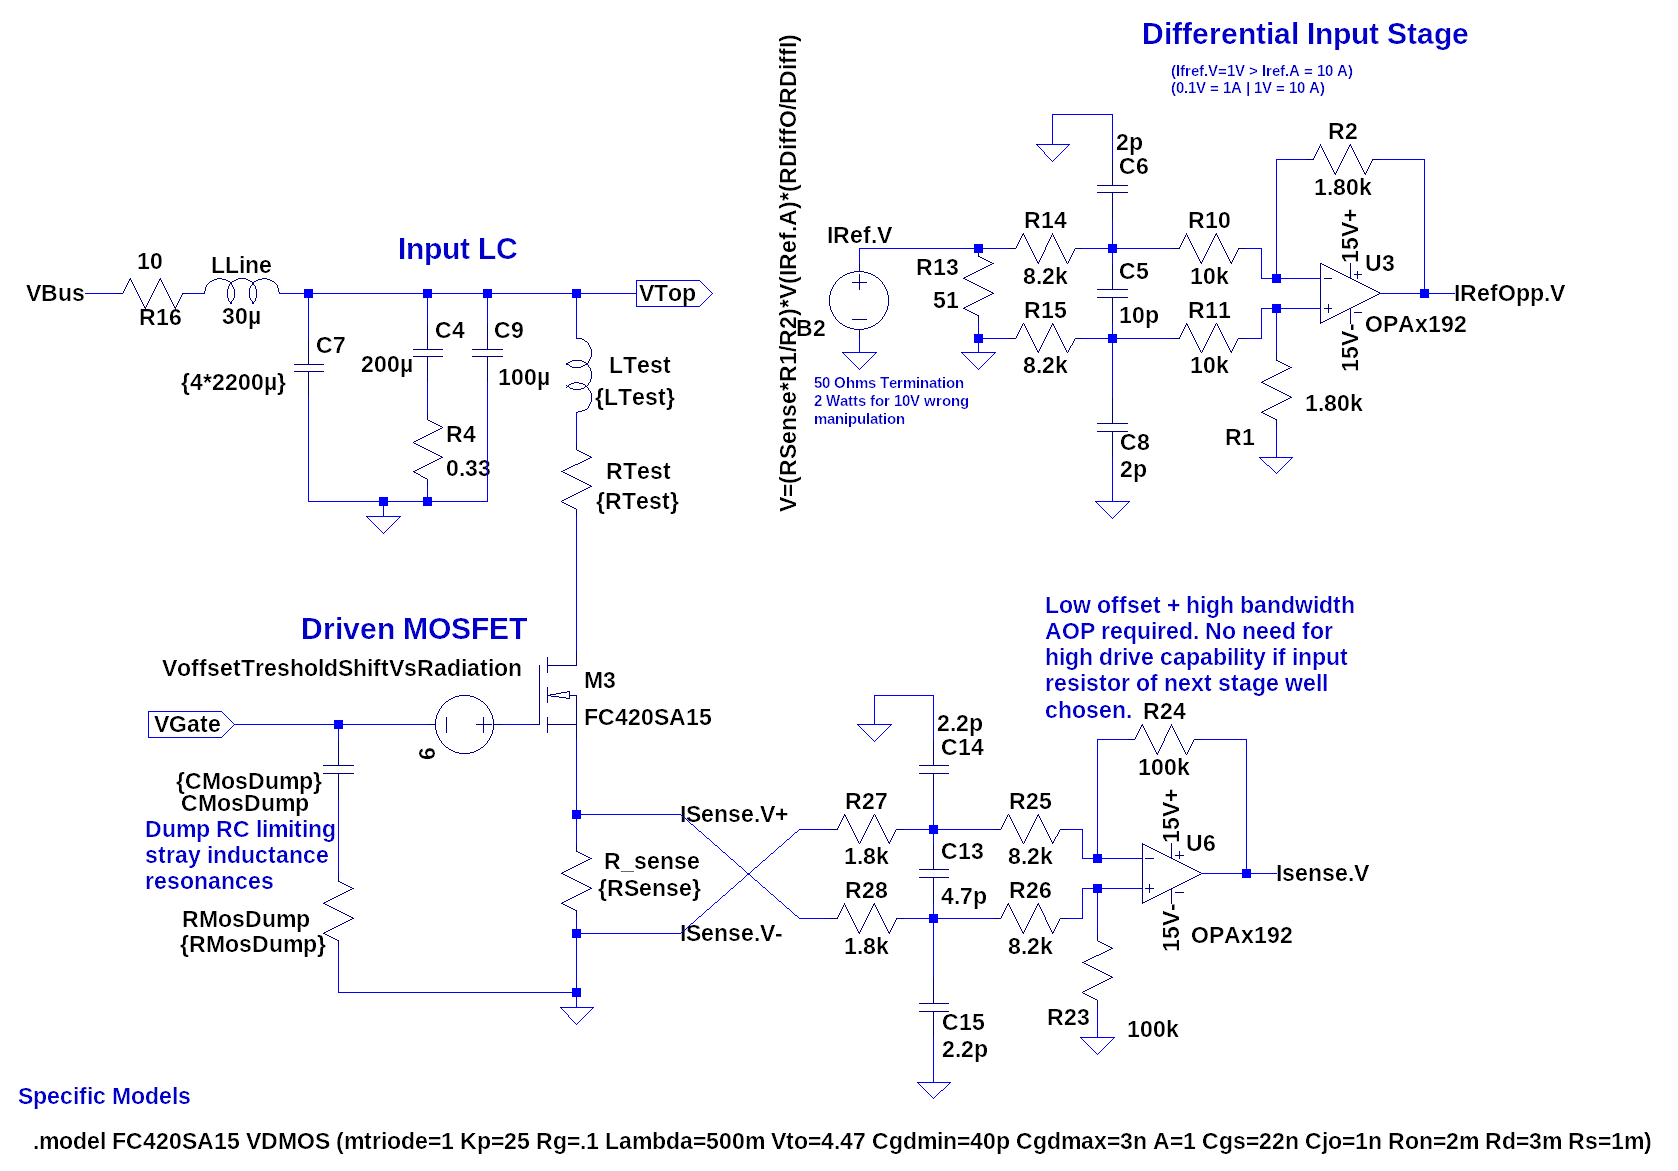 Differential Input Stage
(Ifref.V=1V > Iref.A = 10 A)
(0.1V = 1A | 1V = 10 A)
V=(RSense*R1/R2)*V(IRef.A)*(RDiffO/RDiffI)
2p
C6
R2
1.80k
IRef.V
R14
8.2k
R10
10k
15V+
U3
R13
51
C5
10p
B2
R15
8.2k
R11
10k
15V-
OPAx192
IRefOpp.V
50 Ohms Termination
2 Watts for 10V wrong
manipulation
1.80k
R1
C8
2p
Input LC
10
LLine
VBus
R16
30µ
VTop
C7
{4*2200µ}
C4
200µ
C9
100µ
LTest
{LTest}
R4
0.33
RTest
{RTest}
Driven MOSFET
VoffsetTresholdShiftVsRadiation
M3
FC420SA15
VGate
6
{CMosDump}
CMosDump
Dump RC limiting
stray inductance
resonances
RMosDump
{RMosDump}
ISense.V+
R_sense
{RSense}
ISense.V-
Low offset + high bandwidth
AOP required. No need for
high drive capability if input
resistor of next stage well
chosen.
R24
100k
2.2p
C14
R27
1.8k
R25
8.2k
15V+
U6
C13
4.7p
R28
1.8k
R26
8.2k
15V-
OPAx192
Isense.V
C15
2.2p
R23
100k
Specific Models
.model FC420SA15 VDMOS (mtriode=1 Kp=25 Rg=.1 Lambda=500m Vto=4.47 Cgdmin=40p Cgdmax=3n A=1 Cgs=22n Cjo=1n Ron=2m Rd=3m Rs=1m)